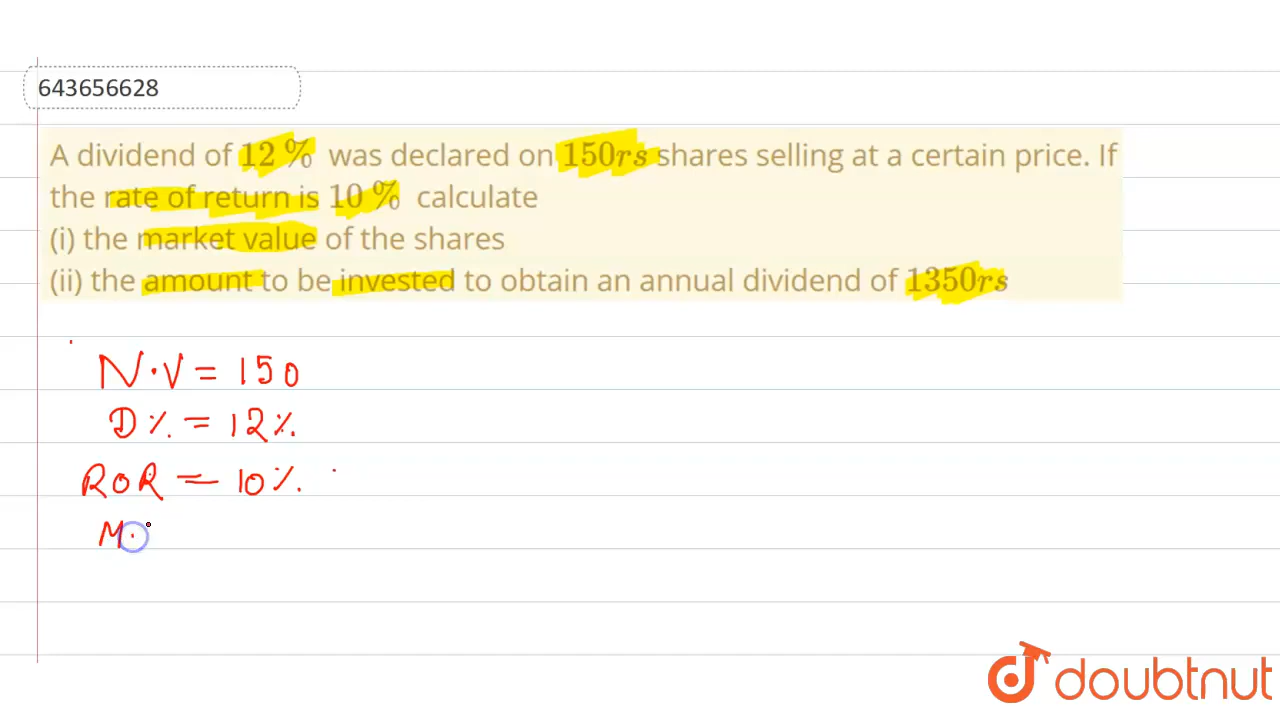 643656628
A dividend of 12 % was declared on 150rs shares selling at a certain price. If
the rate of return is 10 % calculate
(i) the market value of the shares
(ii) the amount to be invested to obtain an annual dividend of 1350rs
N.V = 150
D % = 12 %.
ROR = 10 %.
M.
doubtnut